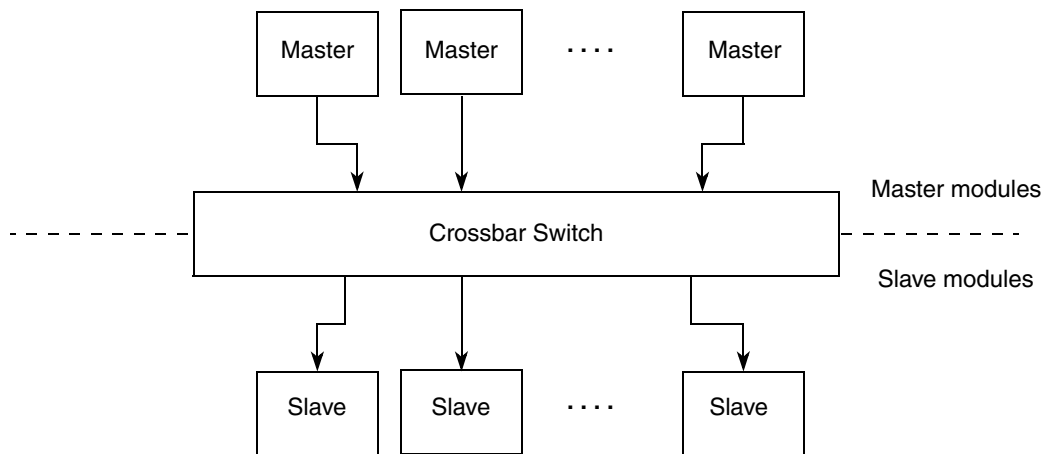 Master Master . . . . Master
Master modules
Crossbar Switch
Slave modules
Slave Slave . . . . Slave